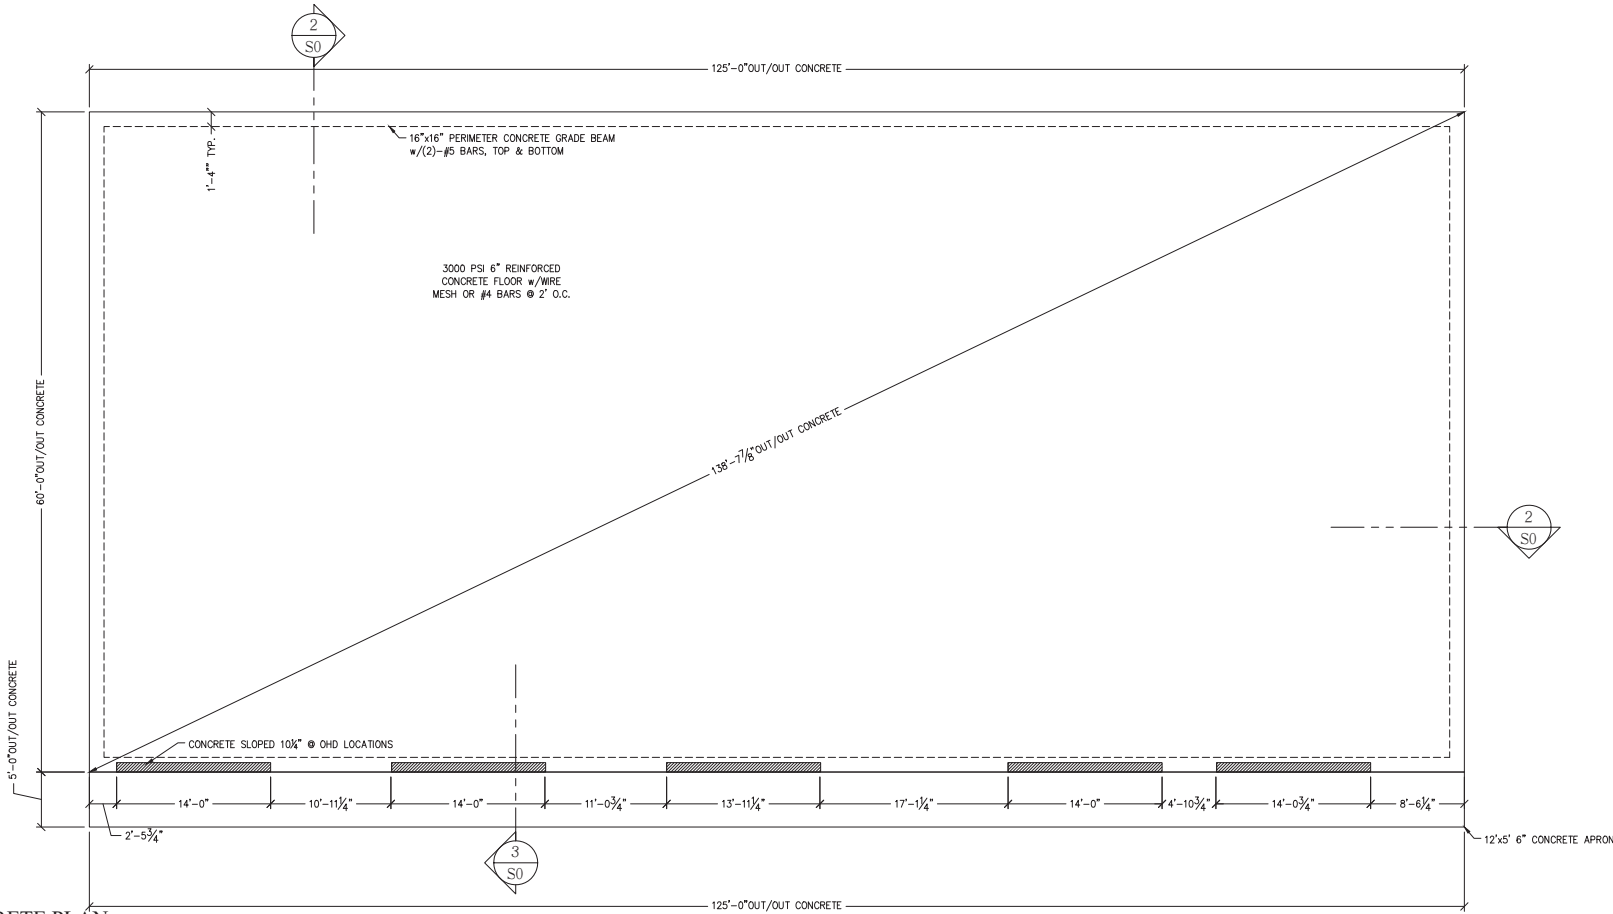 2
S0
125'-0"OUT/OUT CONCRETE
16"x16" PERIMETER CONCRETE GRADE BEAM
w/(2)-#5 BARS, TOP & BOTTOM
1'-4"" TYP.
3000 PSI 6" REINFORCED
CONCRETE FLOOR w/WIRE
MESH OR #4 BARS @ 2' O.C.
60'-0"OUT/OUT CONCRETE
138'-7⅞"OUT/OUT CONCRETE
2
S0
5'-0"OUT/OUT CONCRETE
CONCRETE SLOPED 10¼" @ OHD LOCATIONS
14'-0"
10'-11¼"
14'-0"
11'-0¾"
13'-11¼"
17'-1¼"
14'-0"
4'-10¾"
14'-0¾"
8'-6¼"
2'-5¾"
12'x5' 6" CONCRETE APRON
3
S0
125'-0"OUT/OUT CONCRETE